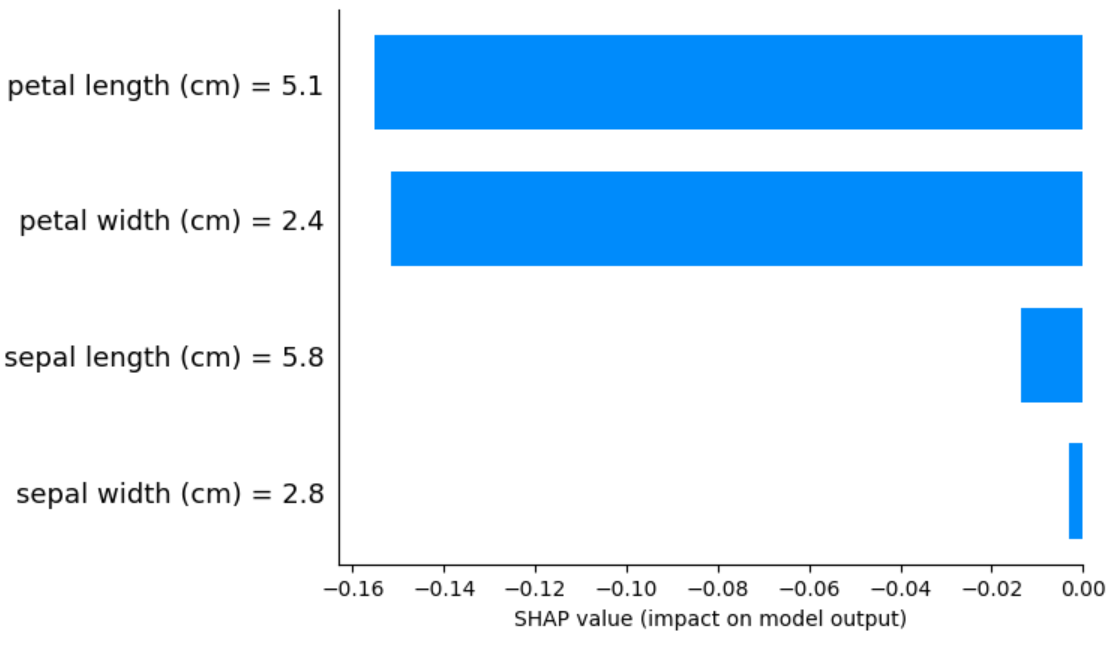 petal length (cm) = 5.1
petal width (cm) = 2.4
sepal length (cm) = 5.8
sepal width (cm) = 2.8
−0.16 −0.14 −0.12 −0.10 −0.08 −0.06 −0.04 −0.02 0.00
SHAP value (impact on model output)